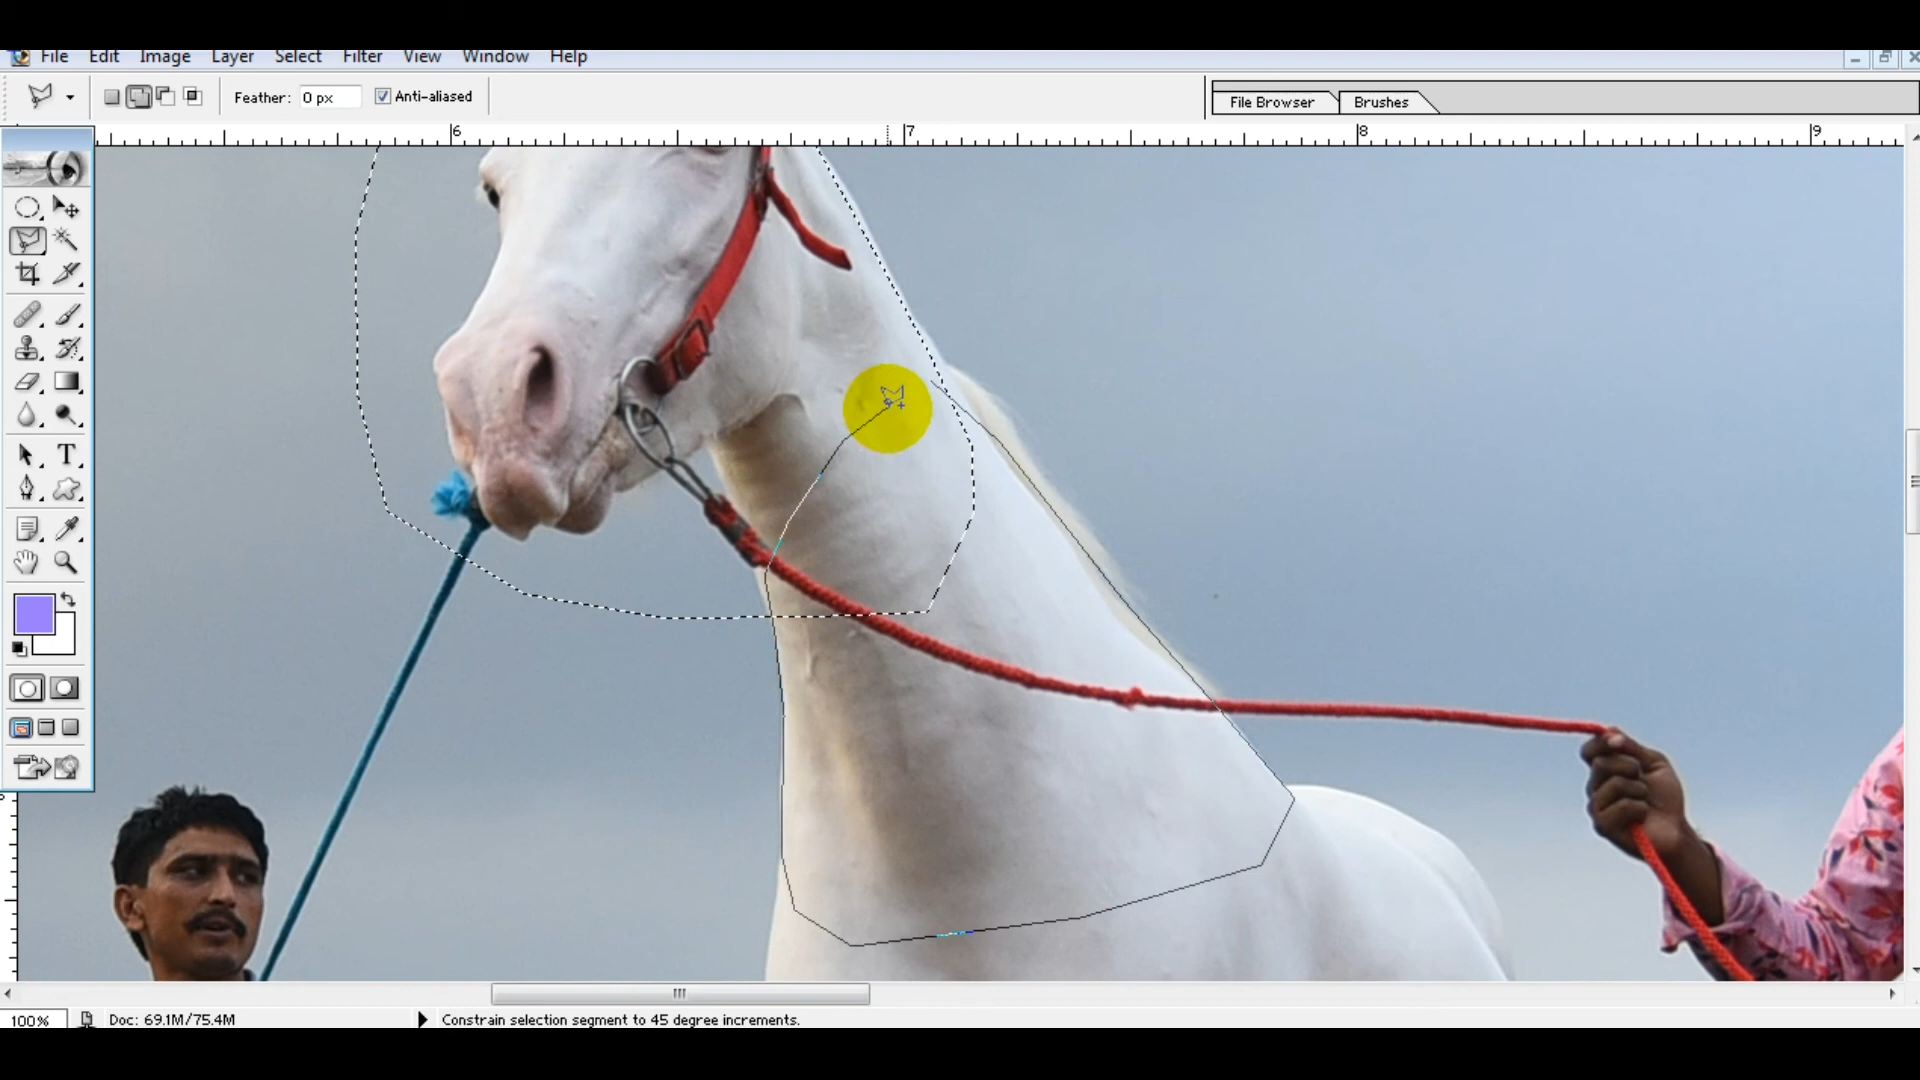 File Edit Image Layer Select Filter View Window Help
Feather: 0 px Anti-aliased
File Browser Brushes
6 7 8 9
T
100% Doc: 69.1M/75.4M Constrain selection segment to 45 degree increments.